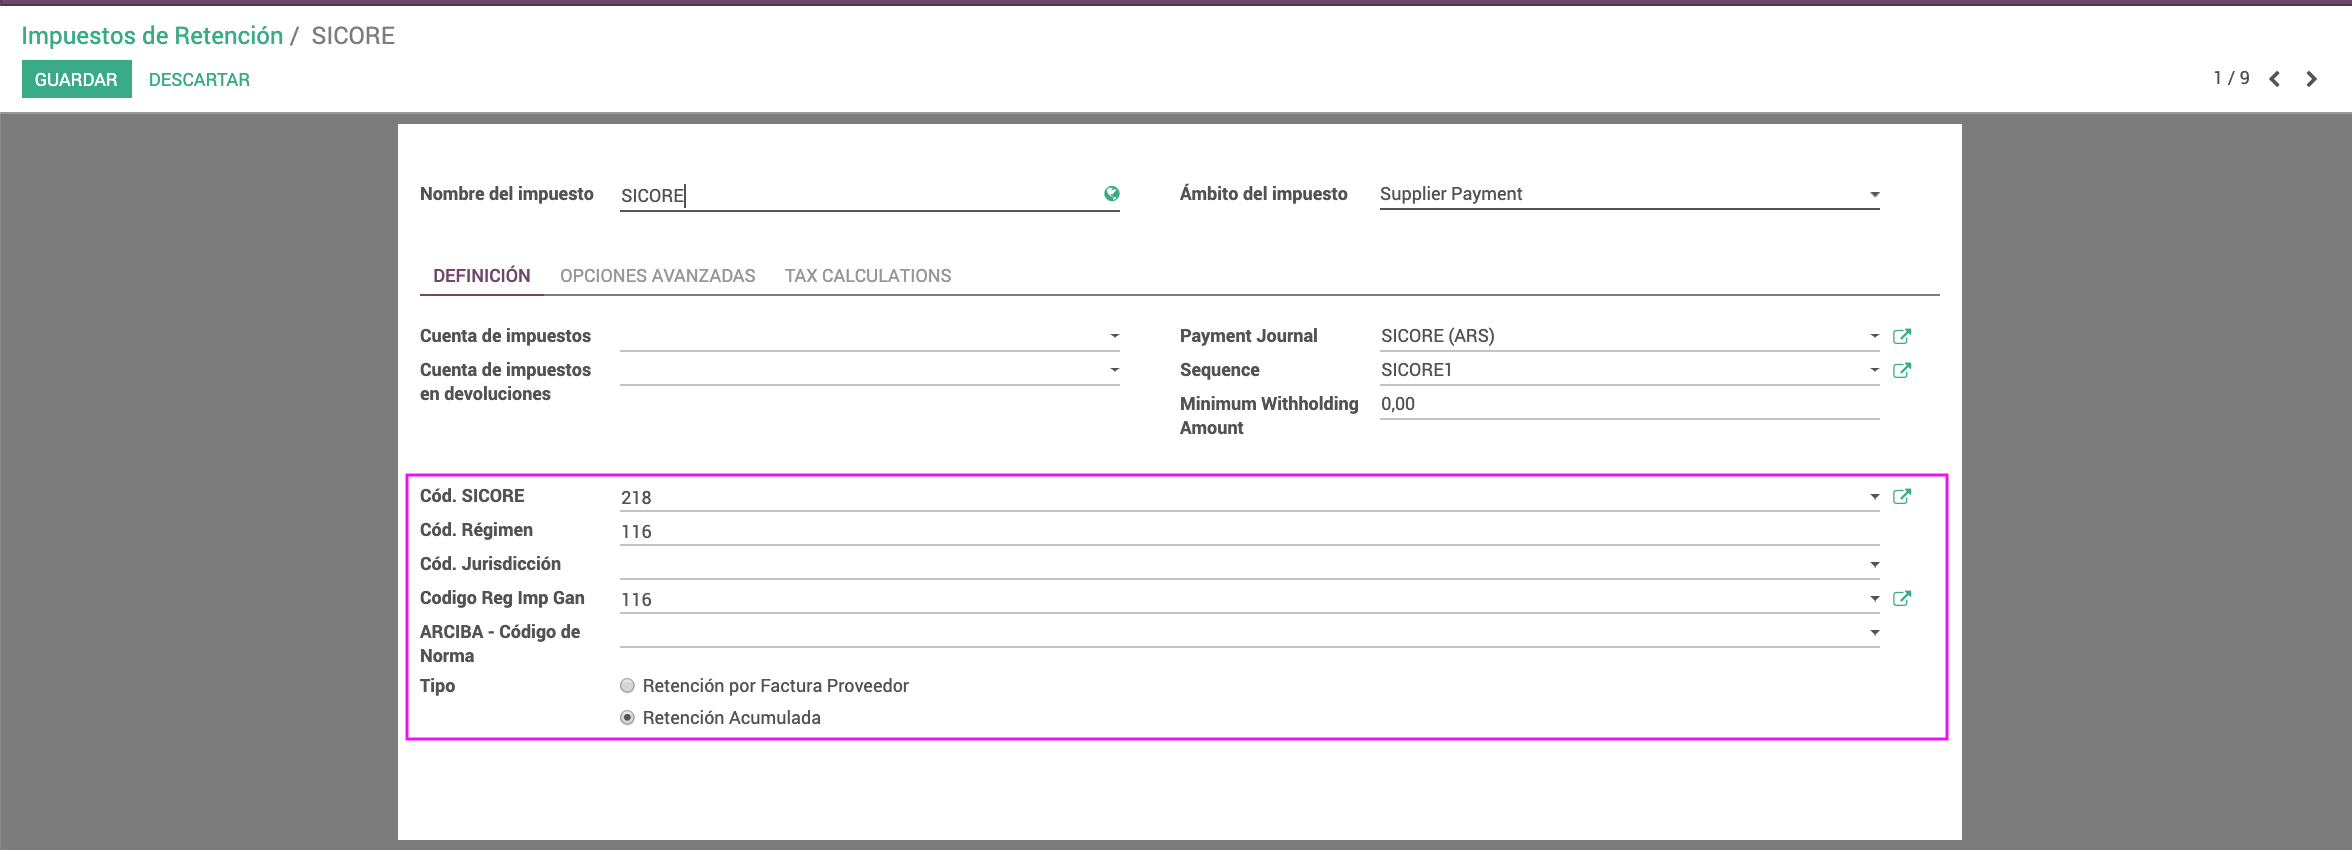 Impuestos de Retención / SICORE
GUARDAR DESCARTAR 1 / 9
Nombre del impuesto SICORE Ámbito del impuesto Supplier Payment
DEFINICIÓN OPCIONES AVANZADAS TAX CALCULATIONS
Cuenta de impuestos
Cuenta de impuestos
en devoluciones
Payment Journal SICORE (ARS)
Sequence SICORE1
Minimum Withholding 0,00
Amount
Cód. SICORE 218
Cód. Régimen 116
Cód. Jurisdicción
Codigo Reg Imp Gan 116
ARCIBA - Código de
Norma
Tipo Retención por Factura Proveedor
Retención Acumulada